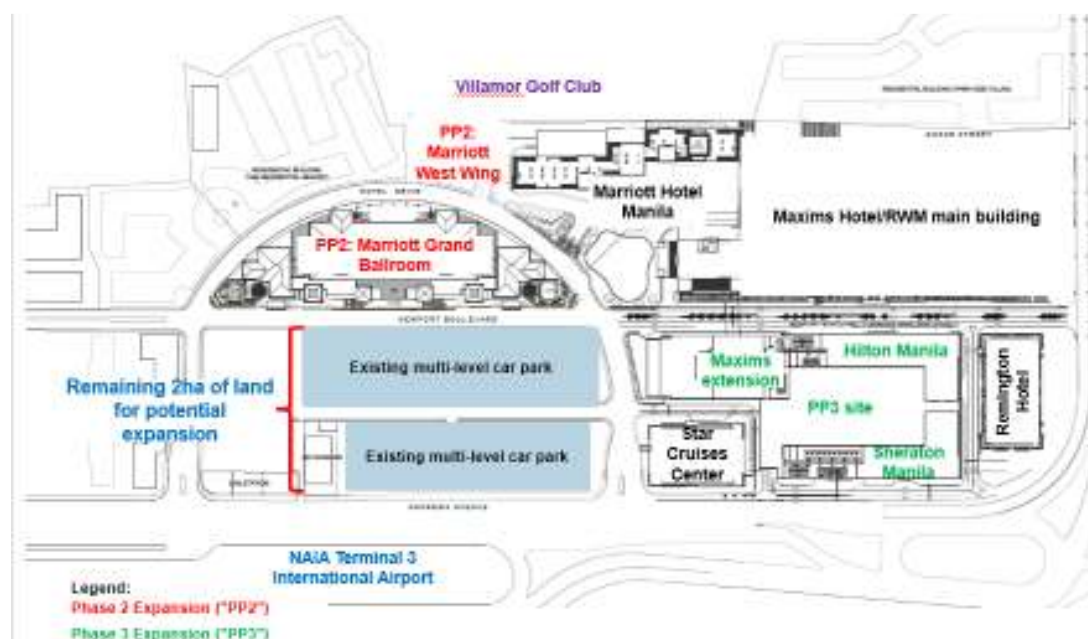 Villamor Golf Club
PP2:
Marriott
West Wing
HOTEL DRIVE
Marriott Hotel
Manila
Maxims Hotel/RWM main building
PP2: Marriott Grand
Ballroom
NEWPORT BOULEVARD
Remaining 2ha of land
for potential
expansion
Existing multi-level car park
Existing multi-level car park
Maxims
extension
Hilton Manila
PP3 site
Sheraton
Manila
Star
Cruises
Center
Remington
Hotel
NAIA Terminal 3
International Airport
Legend:
Phase 2 Expansion ("PP2")
Phase 3 Expansion ("PP3")